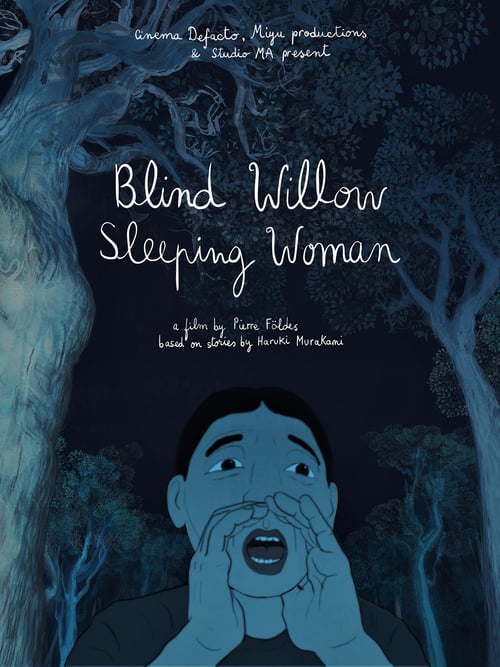 Cinema Defacto, Miyu productions
& Studio MA present
Blind Willow
Sleeping Woman
a film by Pierre Földes
based on stories by Haruki Murakami